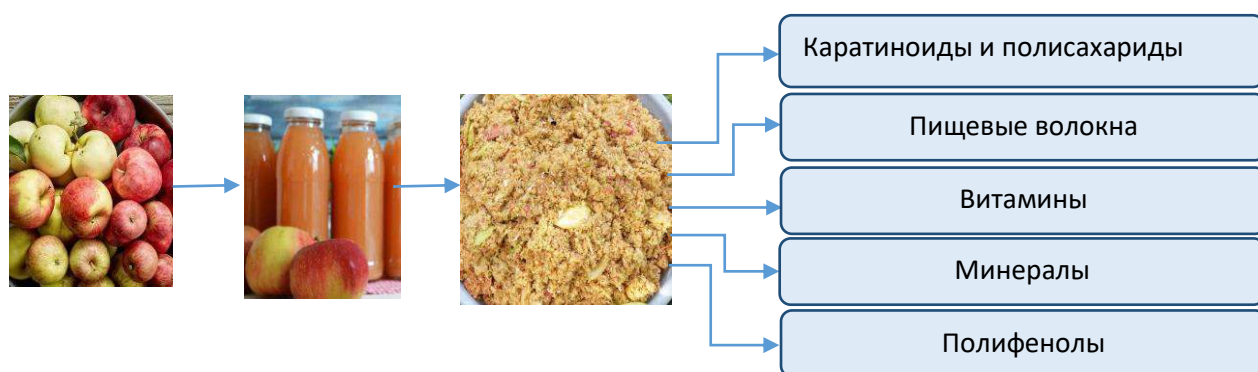 Каратиноиды и полисахариды
Пищевые волокна
Витамины
Минералы
Полифенолы